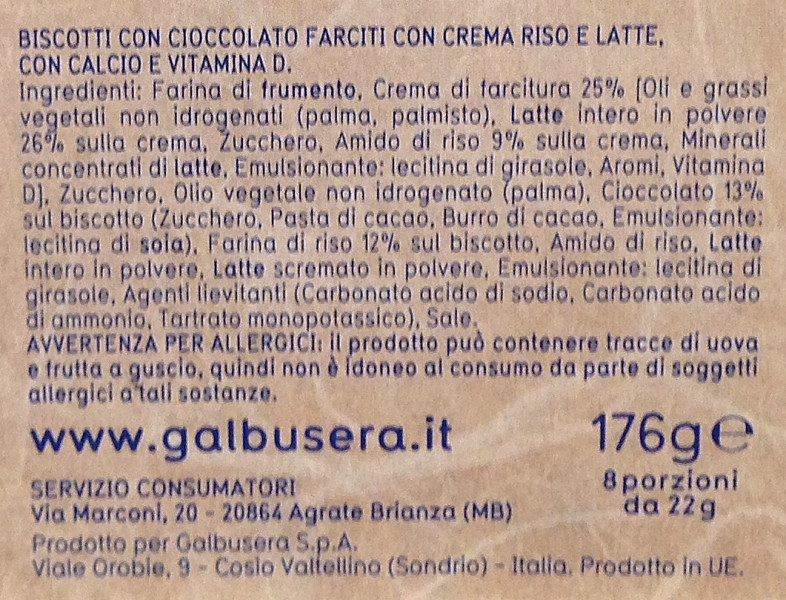 BISCOTTI CON CIOCCOLATO FARCITI CON CREMA RISO E LATTE,
CON CALCIO E VITAMINA D.
Ingredienti: Farina di frumento, Crema di farcitura 25% [Oli e grassi
vegetali non idrogenati (palma, palmisto), Latte intero in polvere
26% sulla crema, Zucchero, Amido di riso 9% sulla crema, Minerali
concentrati di latte, Emulsionante: lecitina di girasole, Aromi, Vitamina
D], Zucchero, Olio vegetale non idrogenato (palma), Cioccolato 13%
sul biscotto (Zucchero, Pasta di cacao, Burro di cacao, Emulsionante:
lecitina di soia), Farina di riso 12% sul biscotto, Amido di riso, Latte
intero in polvere, Latte scremato in polvere, Emulsionante: lecitina di
girasole, Agenti lievitanti (Carbonato acido di sodio, Carbonato acido
di ammonio, Tartrato monopotassico), Sale.
AVVERTENZA PER ALLERGICI: il prodotto può contenere tracce di uova
e frutta a guscio, quindi non è idoneo al consumo da parte di soggetti
allergici a tali sostanze.
www.galbusera.it
176g e
8 porzioni
da 22g
SERVIZIO CONSUMATORI
Via Marconi, 20 - 20864 Agrate Brianza (MB)
Prodotto per Galbusera S.p.A.
Viale Orobie, 9 - Cosio Valtellino (Sondrio) - Italia. Prodotto in UE.